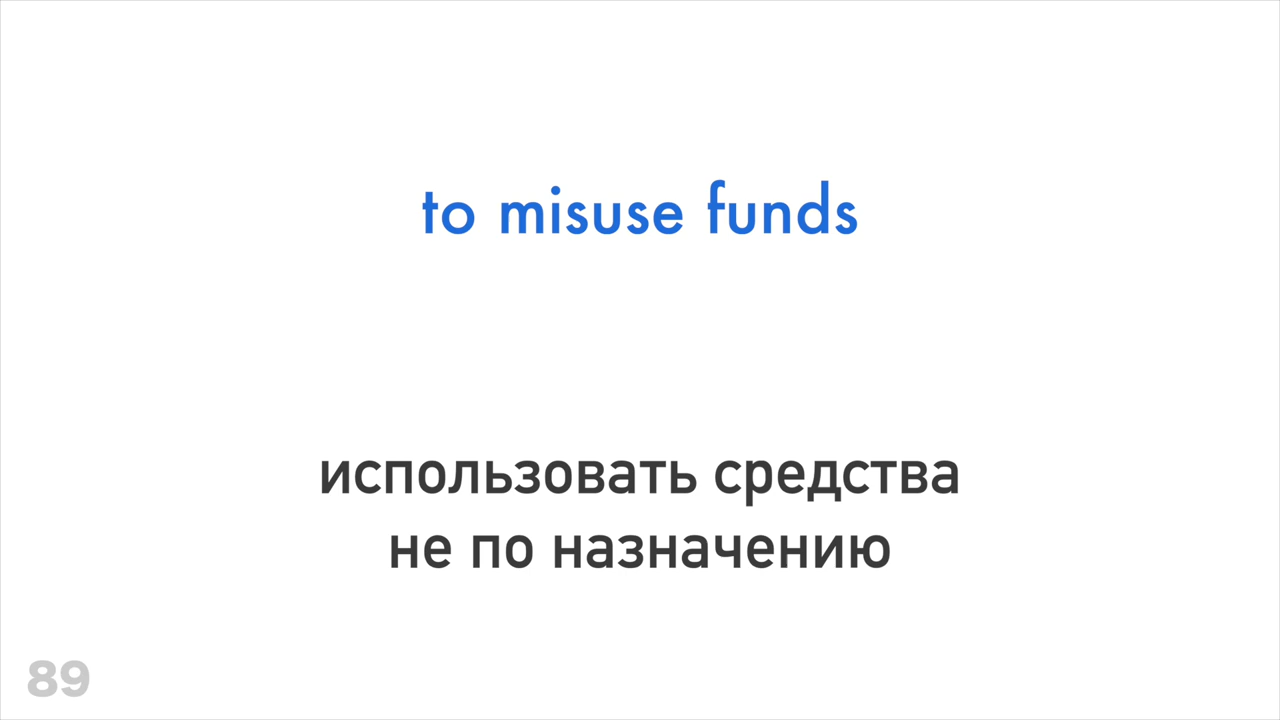 to misuse funds
использовать средства
не по назначению
89